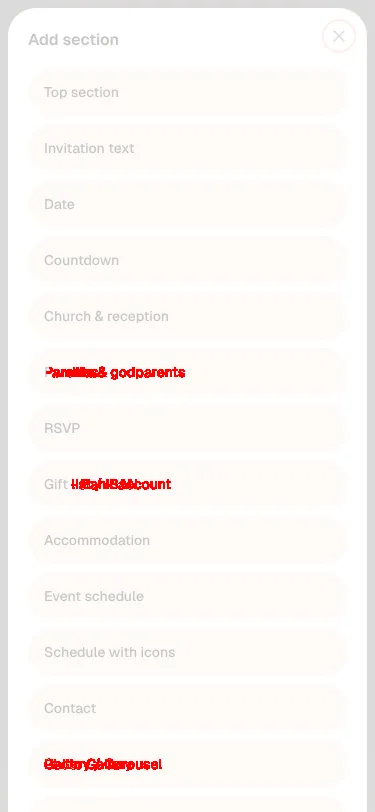 Add section
Top section
Invitation text
Date
Countdown
Church & reception
& godparents
RSVP
Gift
Accommodation
Event schedule
Schedule with icons
Contact